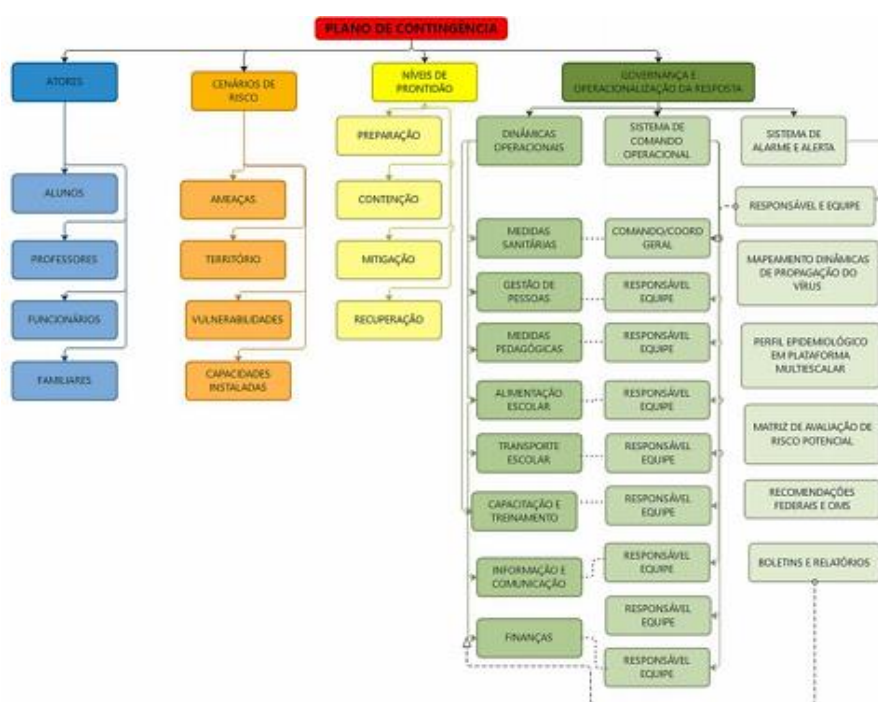 PLANO DE CONTINGÊNCIA
ATORES
CENÁRIOS DE
RISCO
NÍVEIS DE
PRONTIDÃO
GOVERNANÇA E
OPERACIONALIZAÇÃO DA RESPOSTA
ALUNOS
PROFESSORES
FUNCIONÁRIOS
FAMILIARES
AMEAÇAS
TERRITÓRIO
VULNERABILIDADES
CAPACIDADES
INSTALADAS
PREPARAÇÃO
CONTENÇÃO
MITIGAÇÃO
RECUPERAÇÃO
DINÂMICAS
OPERACIONAIS
MEDIDAS
SANITÁRIAS
GESTÃO DE
PESSOAS
MEDIDAS
PEDAGÓGICAS
ALIMENTAÇÃO
ESCOLAR
TRANSPORTE
ESCOLAR
CAPACITAÇÃO E
TREINAMENTO
INFORMAÇÃO E
COMUNICAÇÃO
FINANÇAS
SISTEMA DE
COMANDO
OPERACIONAL
COMANDO/COORD
GERAL
RESPONSÁVEL
EQUIPE
RESPONSÁVEL
EQUIPE
RESPONSÁVEL
EQUIPE
RESPONSÁVEL
EQUIPE
RESPONSÁVEL
EQUIPE
RESPONSÁVEL
EQUIPE
RESPONSÁVEL
EQUIPE
RESPONSÁVEL
EQUIPE
SISTEMA DE
ALARME E ALERTA
RESPONSÁVEL E EQUIPE
MAPEAMENTO DINÂMICAS
DE PROPAGAÇÃO DO
VÍRUS
PERFIL EPIDEMIOLÓGICO
EM PLATAFORMA
MULTIESCALAR
MATRIZ DE AVALIAÇÃO DE
RISCO POTENCIAL
RECOMENDAÇÕES
FEDERAIS E OMS
BOLETINS E RELATÓRIOS